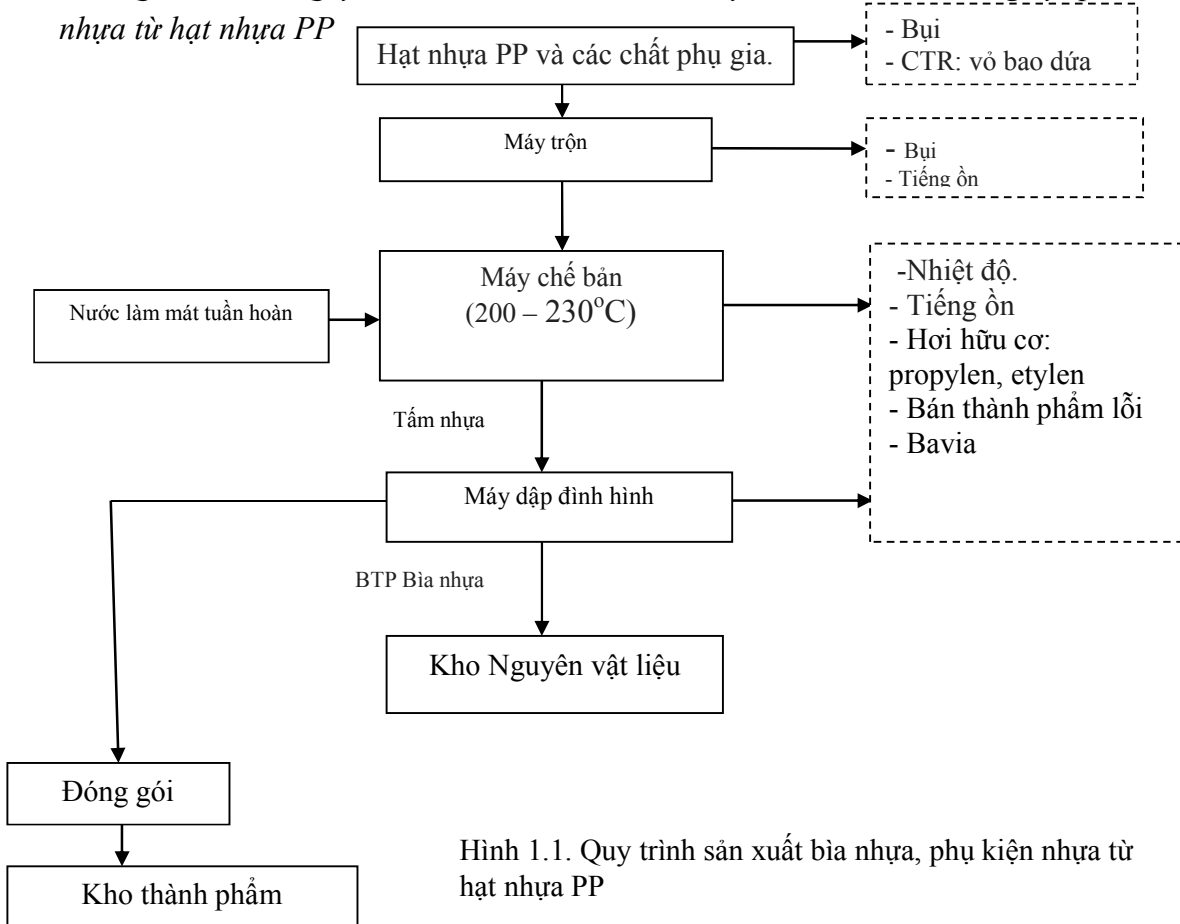 nhựa từ hạt nhựa PP
Hạt nhựa PP và các chất phụ gia.
- Bụi
- CTR: vỏ bao dứa
Máy trộn
- Bụi
- Tiếng ồn
Máy chế bản
(200 – 230°C)
Nước làm mát tuần hoàn
-Nhiệt độ.
- Tiếng ồn
- Hơi hữu cơ:
propylen, etylen
- Bán thành phẩm lỗi
- Bavia
Tấm nhựa
Máy dập đình hình
BTP Bìa nhựa
Kho Nguyên vật liệu
Đóng gói
Kho thành phẩm
Hình 1.1. Quy trình sản xuất bìa nhựa, phụ kiện nhựa từ
hạt nhựa PP